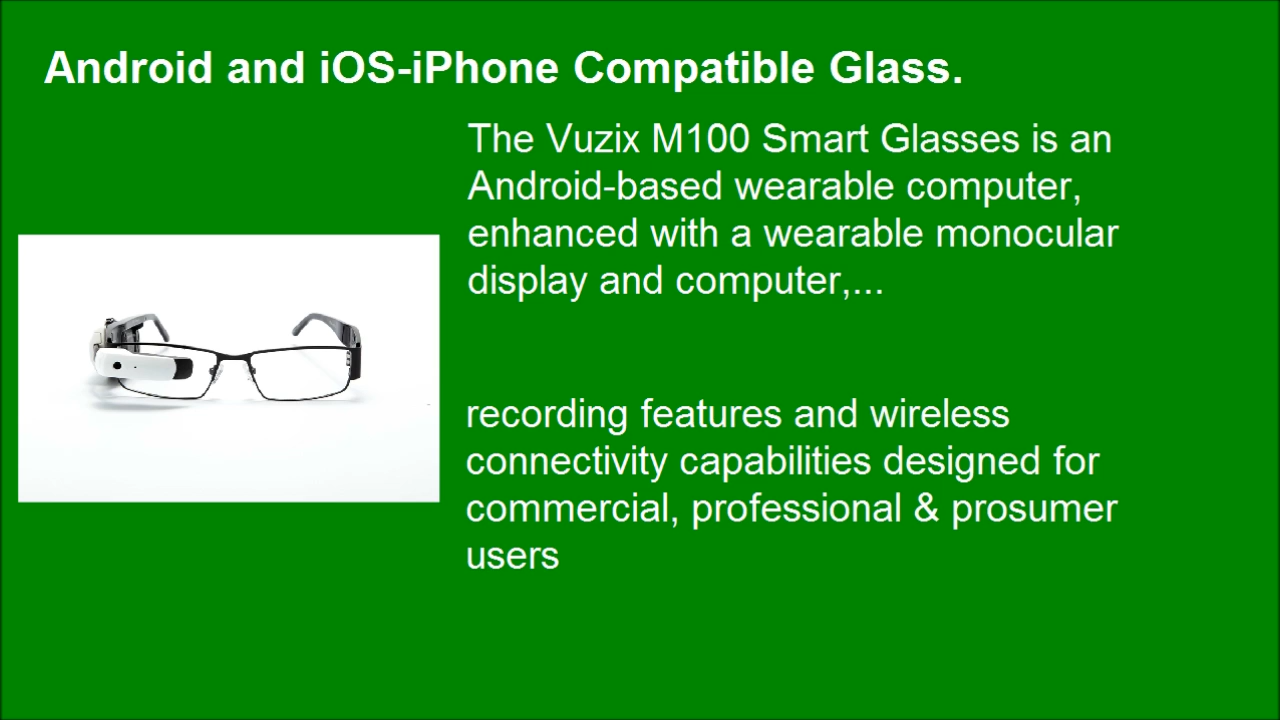 Android and iOS-iPhone Compatible Glass.
The Vuzix M100 Smart Glasses is an
Android-based wearable computer,
enhanced with a wearable monocular
display and computer,...
recording features and wireless
connectivity capabilities designed for
commercial, professional & prosumer
users